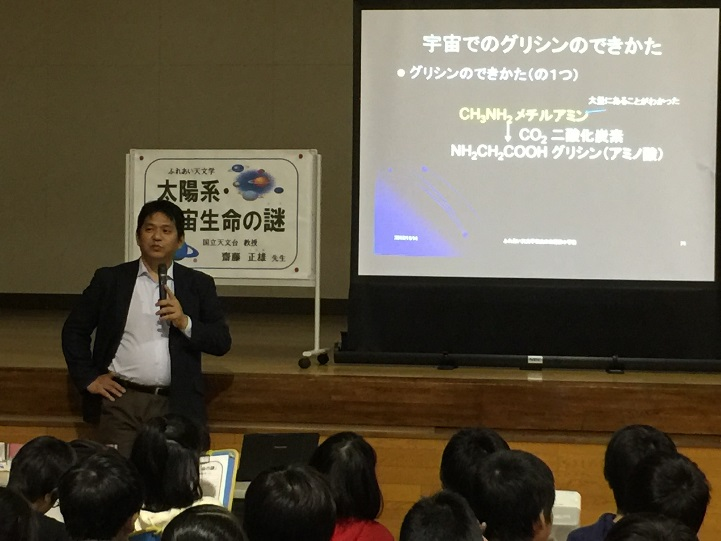 ふれあい天文学
太陽系・
宙生命の謎
国立天文台 教授
齋藤 正雄 先生
宇宙でのグリシンのできかた
● グリシンのできかた(の1つ)
大量にあることがわかった
CH₃NH₂ メチルアミン
↓ CO₂ 二酸化炭素
NH₂CH₂COOH グリシン(アミノ酸)